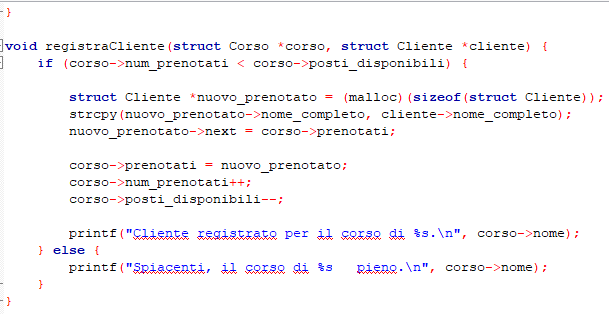 }
void registraCliente(struct Corso *corso, struct Cliente *cliente) {
if (corso->num_prenotati < corso->posti_disponibili) {
struct Cliente *nuovo_prenotato = (malloc)(sizeof(struct Cliente));
strcpy(nuovo_prenotato->nome_completo, cliente->nome_completo);
nuovo_prenotato->next = corso->prenotati;
corso->prenotati = nuovo_prenotato;
corso->num_prenotati++;
corso->posti_disponibili--;
printf("Cliente registrato per il corso di %s.\n", corso->nome);
} else {
printf("Spiacenti, il corso di %s   pieno.\n", corso->nome);
}
}